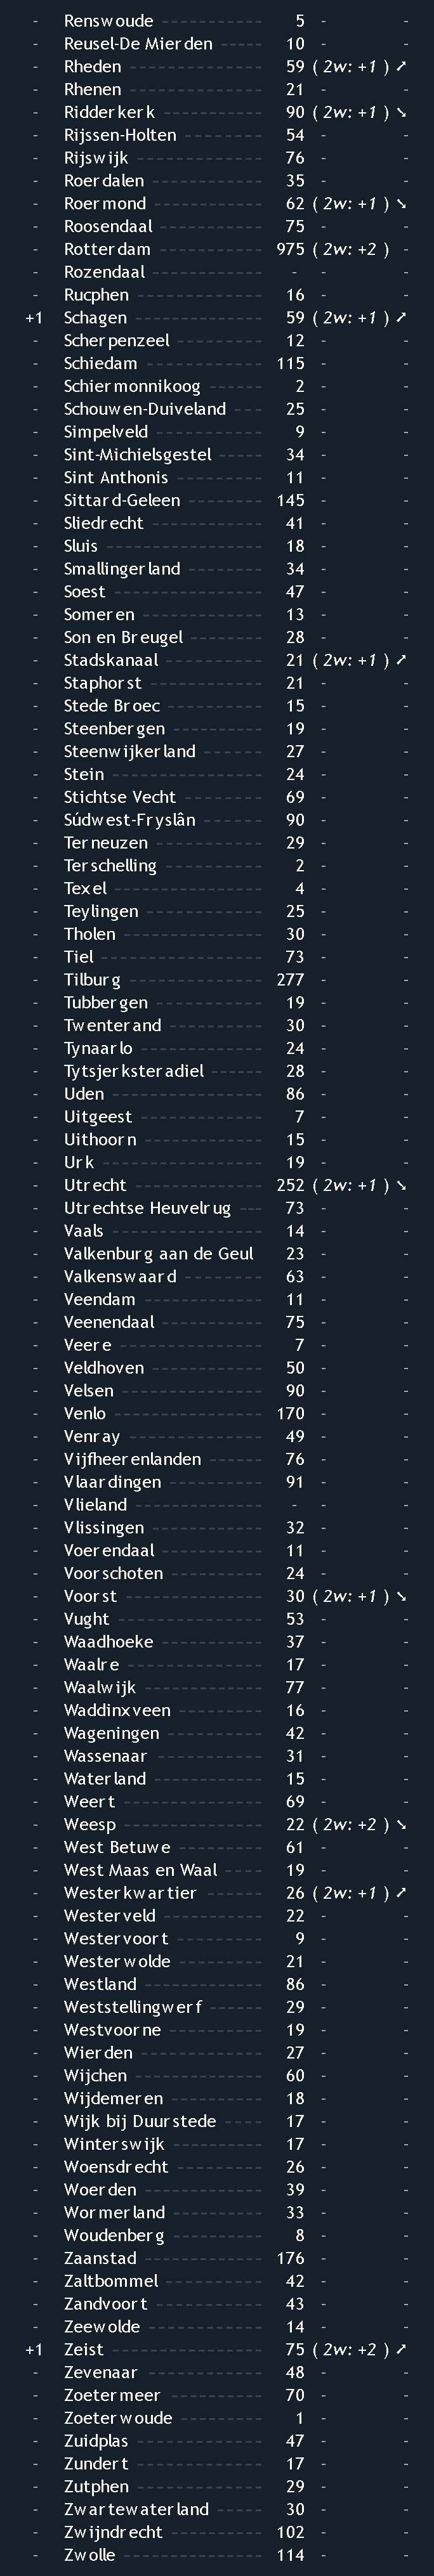 - Renswoude ----------- 5 - -
- Reusel-De Mierden ----- 10 - -
- Rheden --------------- 59 ( 2w: +1 ) ➚
- Rhenen --------------- 21 - -
- Ridderkerk ----------- 90 ( 2w: +1 ) ➘
- Rijssen-Holten --------- 54 - -
- Rijswijk -------------- 76 - -
- Roerdalen ------------ 35 - -
- Roermond ------------ 62 ( 2w: +1 ) ➘
- Roosendaal ----------- 75 - -
- Rotterdam ----------- 975 ( 2w: +2 ) -
- Rozendaal ------------ - - -
- Rucphen -------------- 16 - -
+1 Schagen -------------- 59 ( 2w: +1 ) ➚
- Scherpenzeel ---------- 12 - -
- Schiedam ------------- 115 - -
- Schiermonnikoog ------ 2 - -
- Schouwen-Duiveland --- 25 - -
- Simpelveld ------------ 9 - -
- Sint-Michielsgestel ----- 34 - -
- Sint Anthonis ---------- 11 - -
- Sittard-Geleen --------- 145 - -
- Sliedrecht ------------ 41 - -
- Sluis ----------------- 18 - -
- Smallingerland -------- 34 - -
- Soest ---------------- 47 - -
- Someren ------------- 13 - -
- Son en Breugel -------- 28 - -
- Stadskanaal ----------- 21 ( 2w: +1 ) ➚
- Staphorst ------------ 21 - -
- Stede Broec ----------- 15 - -
- Steenbergen ---------- 19 - -
- Steenwijkerland ------ 27 - -
- Stein ----------------- 24 - -
- Stichtse Vecht --------- 69 - -
- Súdwest-Fryslân ------ 90 - -
- Terneuzen ------------ 29 - -
- Terschelling ---------- 2 - -
- Texel ---------------- 4 - -
- Teylingen ------------- 25 - -
- Tholen --------------- 30 - -
- Tiel ------------------ 73 - -
- Tilburg --------------- 277 - -
- Tubbergen ------------ 19 - -
- Twenterand ---------- 30 - -
- Tynaarlo ------------- 24 - -
- Tytsjerksteradiel ------ 28 - -
- Uden ---------------- 86 - -
- Uitgeest ------------- 7 - -
- Uithoorn ------------- 15 - -
- Urk ------------------ 19 - -
- Utrecht -------------- 252 ( 2w: +1 ) ➘
- Utrechtse Heuvelrug --- 73 - -
- Vaals ---------------- 14 - -
- Valkenburg aan de Geul 23 - -
- Valkenswaard --------- 63 - -
- Veendam ------------- 11 - -
- Veenendaal ----------- 75 - -
- Veere --------------- 7 - -
- Veldhoven ------------ 50 - -
- Velsen --------------- 90 - -
- Venlo ---------------- 170 - -
- Venray --------------- 49 - -
- Vijfheerenlanden ------ 76 - -
- Vlaardingen ----------- 91 - -
- Vlieland -------------- - - -
- Vlissingen ------------ 32 - -
- Voerendaal ----------- 11 - -
- Voorschoten ---------- 24 - -
- Voorst --------------- 30 ( 2w: +1 ) ➘
- Vught ---------------- 53 - -
- Waadhoeke ----------- 37 - -
- Waalre --------------- 17 - -
- Waalwijk ------------- 77 - -
- Waddinxveen --------- 16 - -
- Wageningen ---------- 42 - -
- Wassenaar ----------- 31 - -
- Waterland ------------ 15 - -
- Weert --------------- 69 - -
- Weesp --------------- 22 ( 2w: +2 ) ➘
- West Betuwe --------- 61 - -
- West Maas en Waal ---- 19 - -
- Westerkwartier ------- 26 ( 2w: +1 ) ➚
- Westerveld ----------- 22 - -
- Westervoort ---------- 9 - -
- Westerwolde --------- 21 - -
- Westland ------------- 86 - -
- Weststellingwerf ------ 29 - -
- Westvoorne ---------- 19 - -
- Wierden ------------- 27 - -
- Wijchen -------------- 60 - -
- Wijdemeren ---------- 18 - -
- Wijk bij Duurstede ----- 17 - -
- Winterswijk ---------- 17 - -
- Woensdrecht --------- 26 - -
- Woerden ------------- 39 - -
- Wormerland ---------- 33 - -
- Woudenberg ---------- 8 - -
- Zaanstad ------------- 176 - -
- Zaltbommel ---------- 42 - -
- Zandvoort ------------ 43 - -
- Zeewolde ------------ 14 - -
+1 Zeist ----------------- 75 ( 2w: +2 ) ➚
- Zevenaar ------------- 48 - -
- Zoetermeer ---------- 70 - -
- Zoeterwoude --------- 1 - -
- Zuidplas -------------- 47 - -
- Zundert -------------- 17 - -
- Zutphen -------------- 29 - -
- Zwartewaterland ----- 30 - -
- Zwijndrecht ---------- 102 - -
- Zwolle --------------- 114 - -